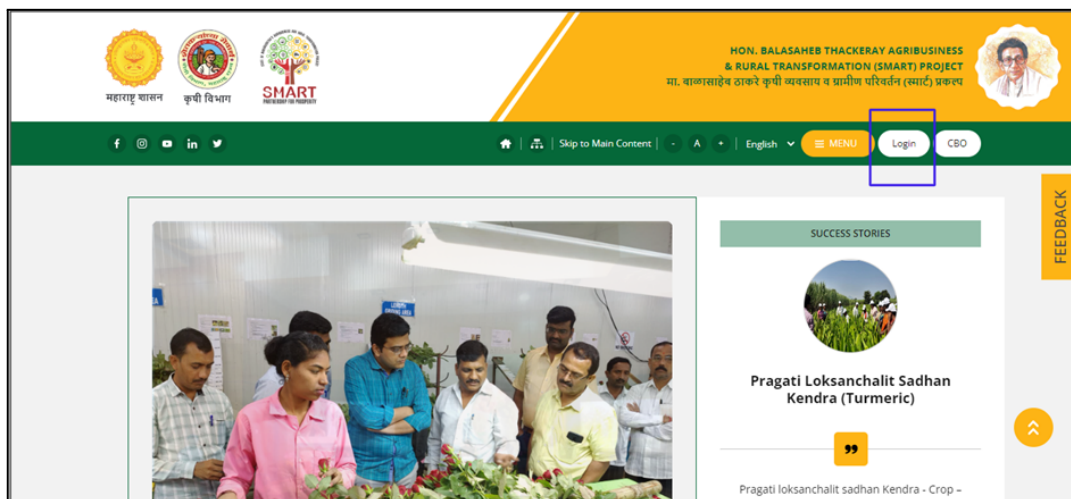 HON. BALASAHEB THACKERAY AGRIBUSINESS
& RURAL TRANSFORMATION (SMART) PROJECT
मा. बाळासाहेब ठाकरे कृषी व्यवसाय व ग्रामीण परिवर्तन (स्मार्ट) प्रकल्प
महाराष्ट्र शासन
कृषी विभाग
SMART
Skip to Main Content
- A +
English
MENU
Login
CBO
FEEDBACK
SUCCESS STORIES
Pragati Loksanchalit Sadhan
Kendra (Turmeric)
Pragati loksanchalit sadhan Kendra - Crop –